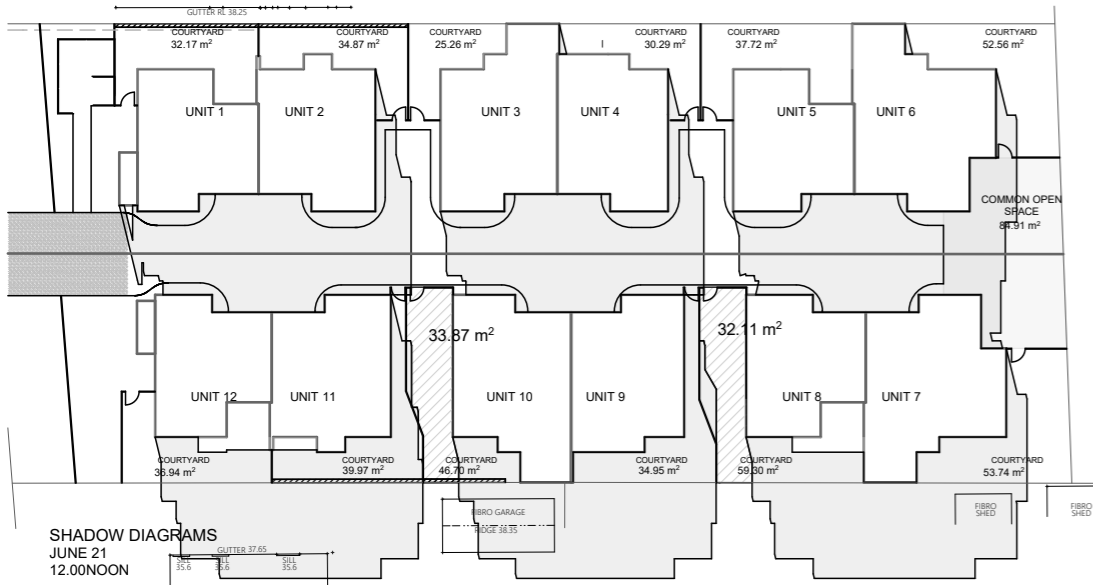 GUTTER RL 38.25
COURTYARD
32.17 m²
COURTYARD
34.87 m²
COURTYARD
25.26 m²
COURTYARD
30.29 m²
COURTYARD
37.72 m²
COURTYARD
52.56 m²
UNIT 1
UNIT 2
UNIT 3
UNIT 4
UNIT 5
UNIT 6
COMMON OPEN
SPACE
84.91 m²
33.87 m²
32.11 m²
UNIT 12
UNIT 11
UNIT 10
UNIT 9
UNIT 8
UNIT 7
COURTYARD
36.94 m²
COURTYARD
39.97 m²
COURTYARD
46.70 m²
COURTYARD
34.95 m²
COURTYARD
59.30 m²
COURTYARD
53.74 m²
FIBRO GARAGE
RIDGE 38.35
FIBRO
SHED
FIBRO
SHED
SHADOW DIAGRAMS
JUNE 21
12.00NOON
GUTTER 37.65
SILL
35.6
SILL
35.6
SILL
35.6